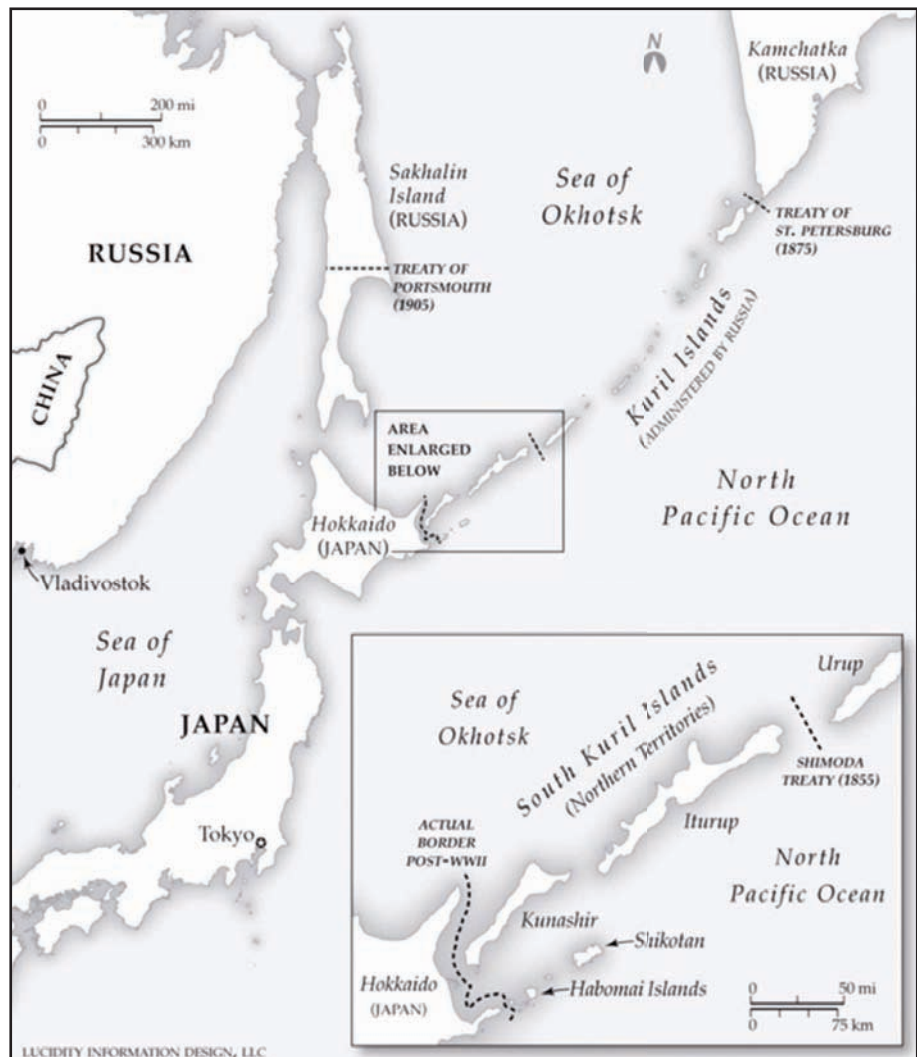 N
Kamchatka
(RUSSIA)
0 200 mi
0 300 km
Sakhalin
Island
(RUSSIA)
Sea of
Okhotsk
TREATY OF
ST. PETERSBURG
(1875)
RUSSIA
TREATY OF
PORTSMOUTH
(1905)
Kuril Islands
(ADMINISTERED BY RUSSIA)
CHINA
AREA
ENLARGED
BELOW
North
Pacific Ocean
Hokkaido
(JAPAN)
Vladivostok
Sea of
Japan
JAPAN
Tokyo
Urup
Sea of
Okhotsk
South Kuril Islands
(Northern Territories)
SHIMODA
TREATY (1855)
ACTUAL
BORDER
POST-WWII
Iturup
North
Pacific Ocean
Kunashir
Shikotan
Hokkaido
(JAPAN)
Habomai Islands
0 50 mi
0 75 km
LUCIDITY INFORMATION DESIGN, LLC